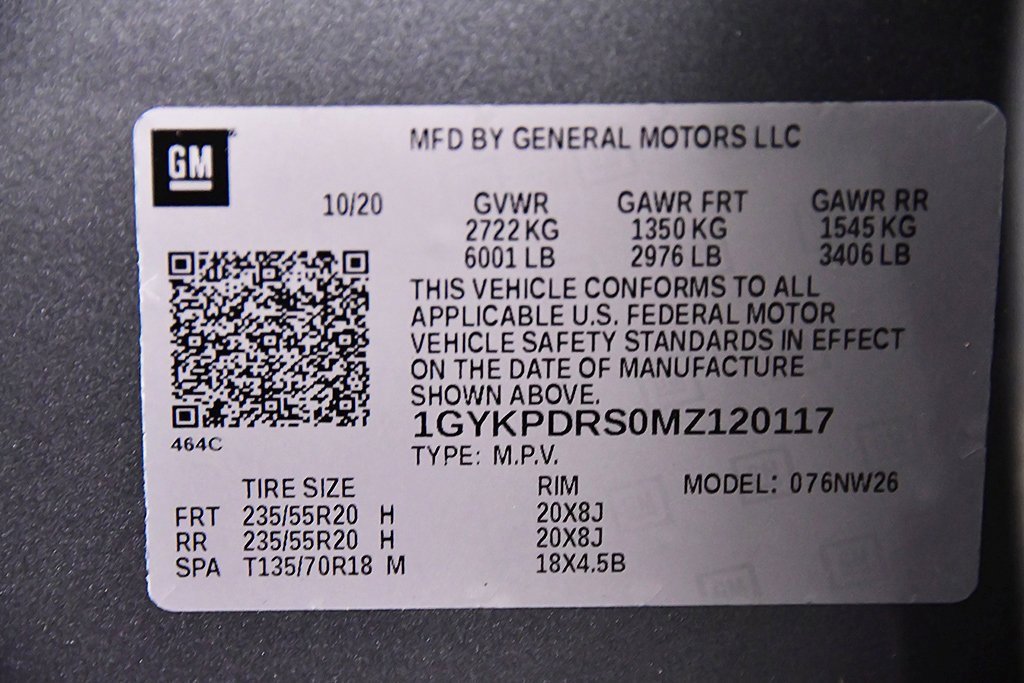 GM
MFD BY GENERAL MOTORS LLC
10/20 GVWR GAWR FRT GAWR RR
2722 KG 1350 KG 1545 KG
6001 LB 2976 LB 3406 LB
THIS VEHICLE CONFORMS TO ALL
APPLICABLE U.S. FEDERAL MOTOR
VEHICLE SAFETY STANDARDS IN EFFECT
ON THE DATE OF MANUFACTURE
SHOWN ABOVE.
1GYKPDRS0MZ120117
464C
TYPE: M.P.V.
TIRE SIZE RIM MODEL: 076NW26
FRT 235/55R20 H 20X8J
RR 235/55R20 H 20X8J
SPA T135/70R18 M 18X4.5B